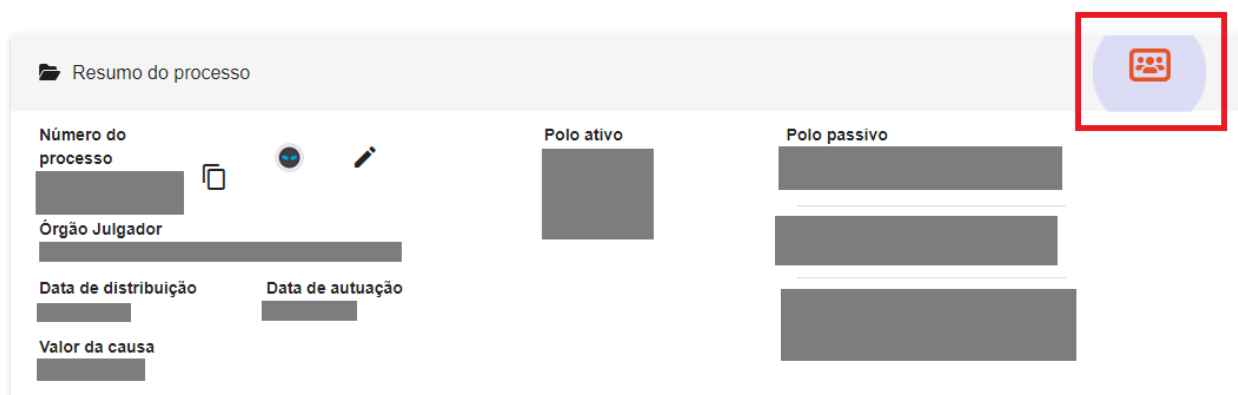 Resumo do processo
Número do
processo
Polo ativo
Polo passivo
Órgão Julgador
Data de distribuição
Data de autuação
Valor da causa